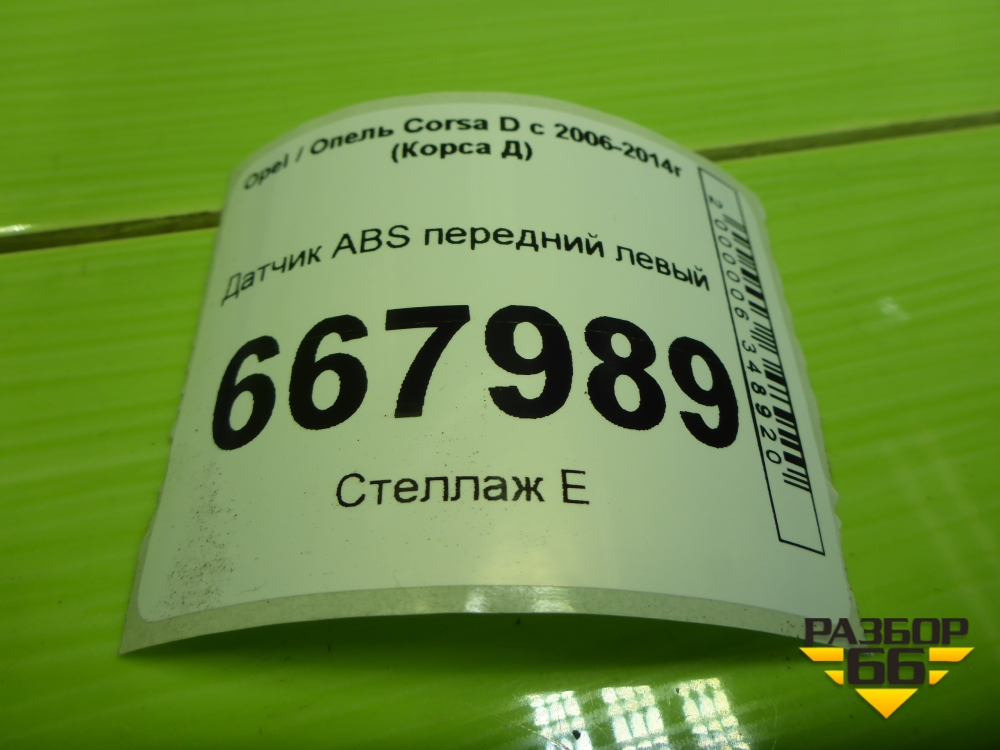 Opel / Опель Corsa D с 2006-2014г
(Корса Д)
Датчик ABS передний левый
667989
Стеллаж Е
2000006348920
РАЗБОР
66